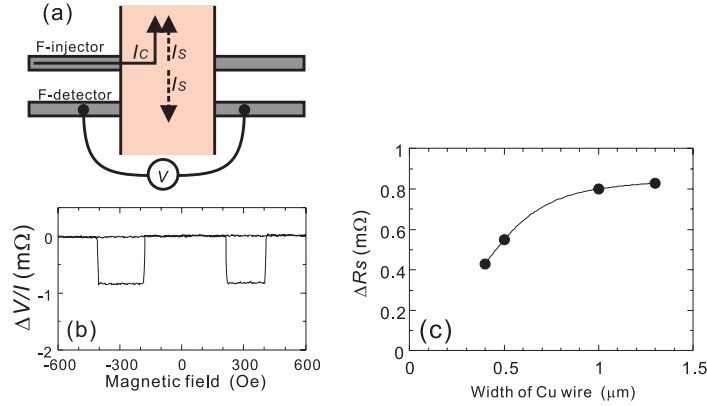 (a)
F-injector
I_C
I_S
I_S
F-detector
V
0
-1
-2
ΔV/I (mΩ)
(b)
-600
-300
0
300
600
Magnetic field (Oe)
1
0.8
0.6
0.4
0.2
0
ΔRs (mΩ)
(c)
0
0.5
1
1.5
Width of Cu wire (μm)